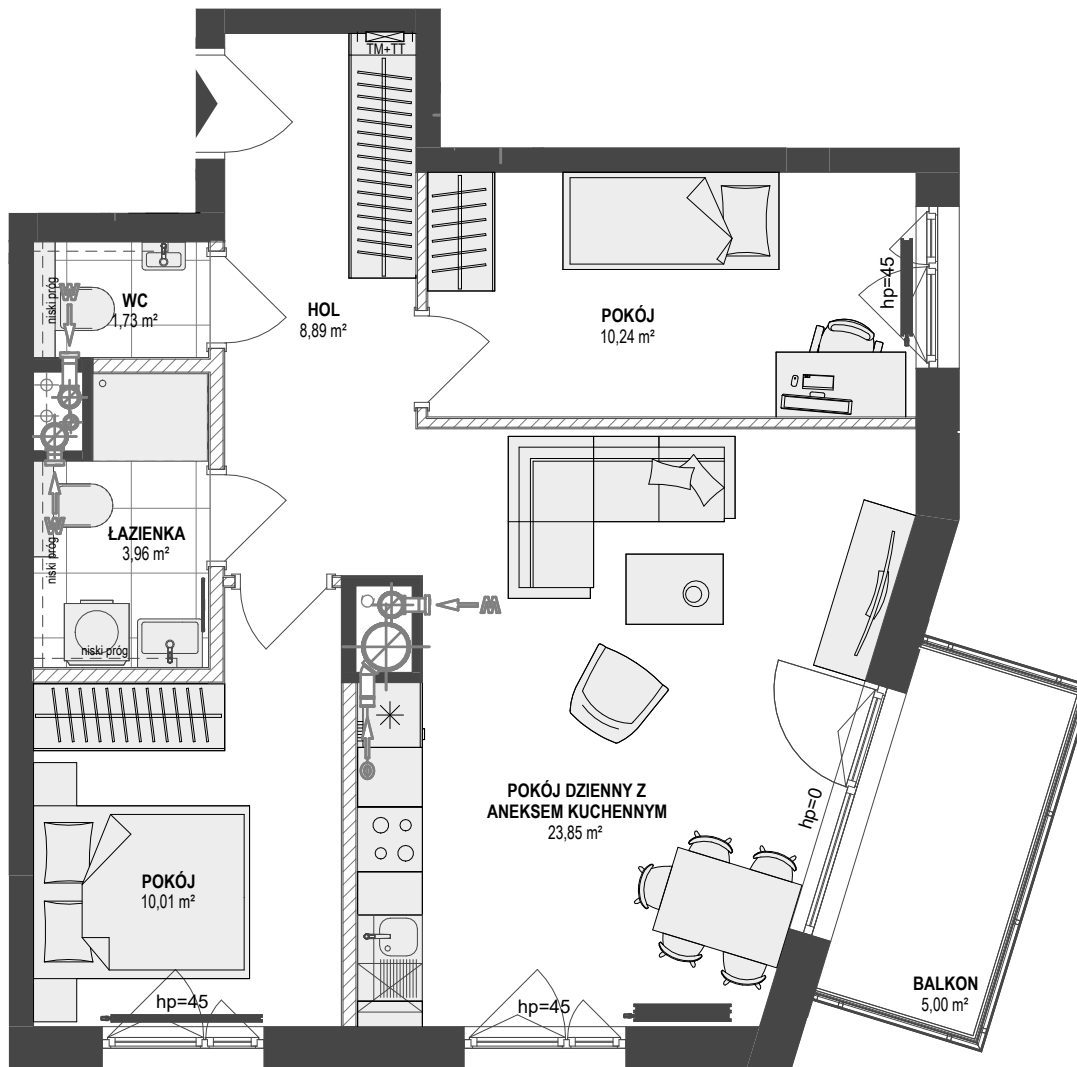 TM+TT
WC
1,73 m²
niski próg
W
HOL
8,89 m²
POKÓJ
10,24 m²
hp=45
ŁAZIENKA
3,96 m²
niski próg
W
niski próg
W
POKÓJ DZIENNY Z
ANEKSEM KUCHENNYM
23,85 m²
hp=0
POKÓJ
10,01 m²
hp=45
hp=45
BALKON
5,00 m²